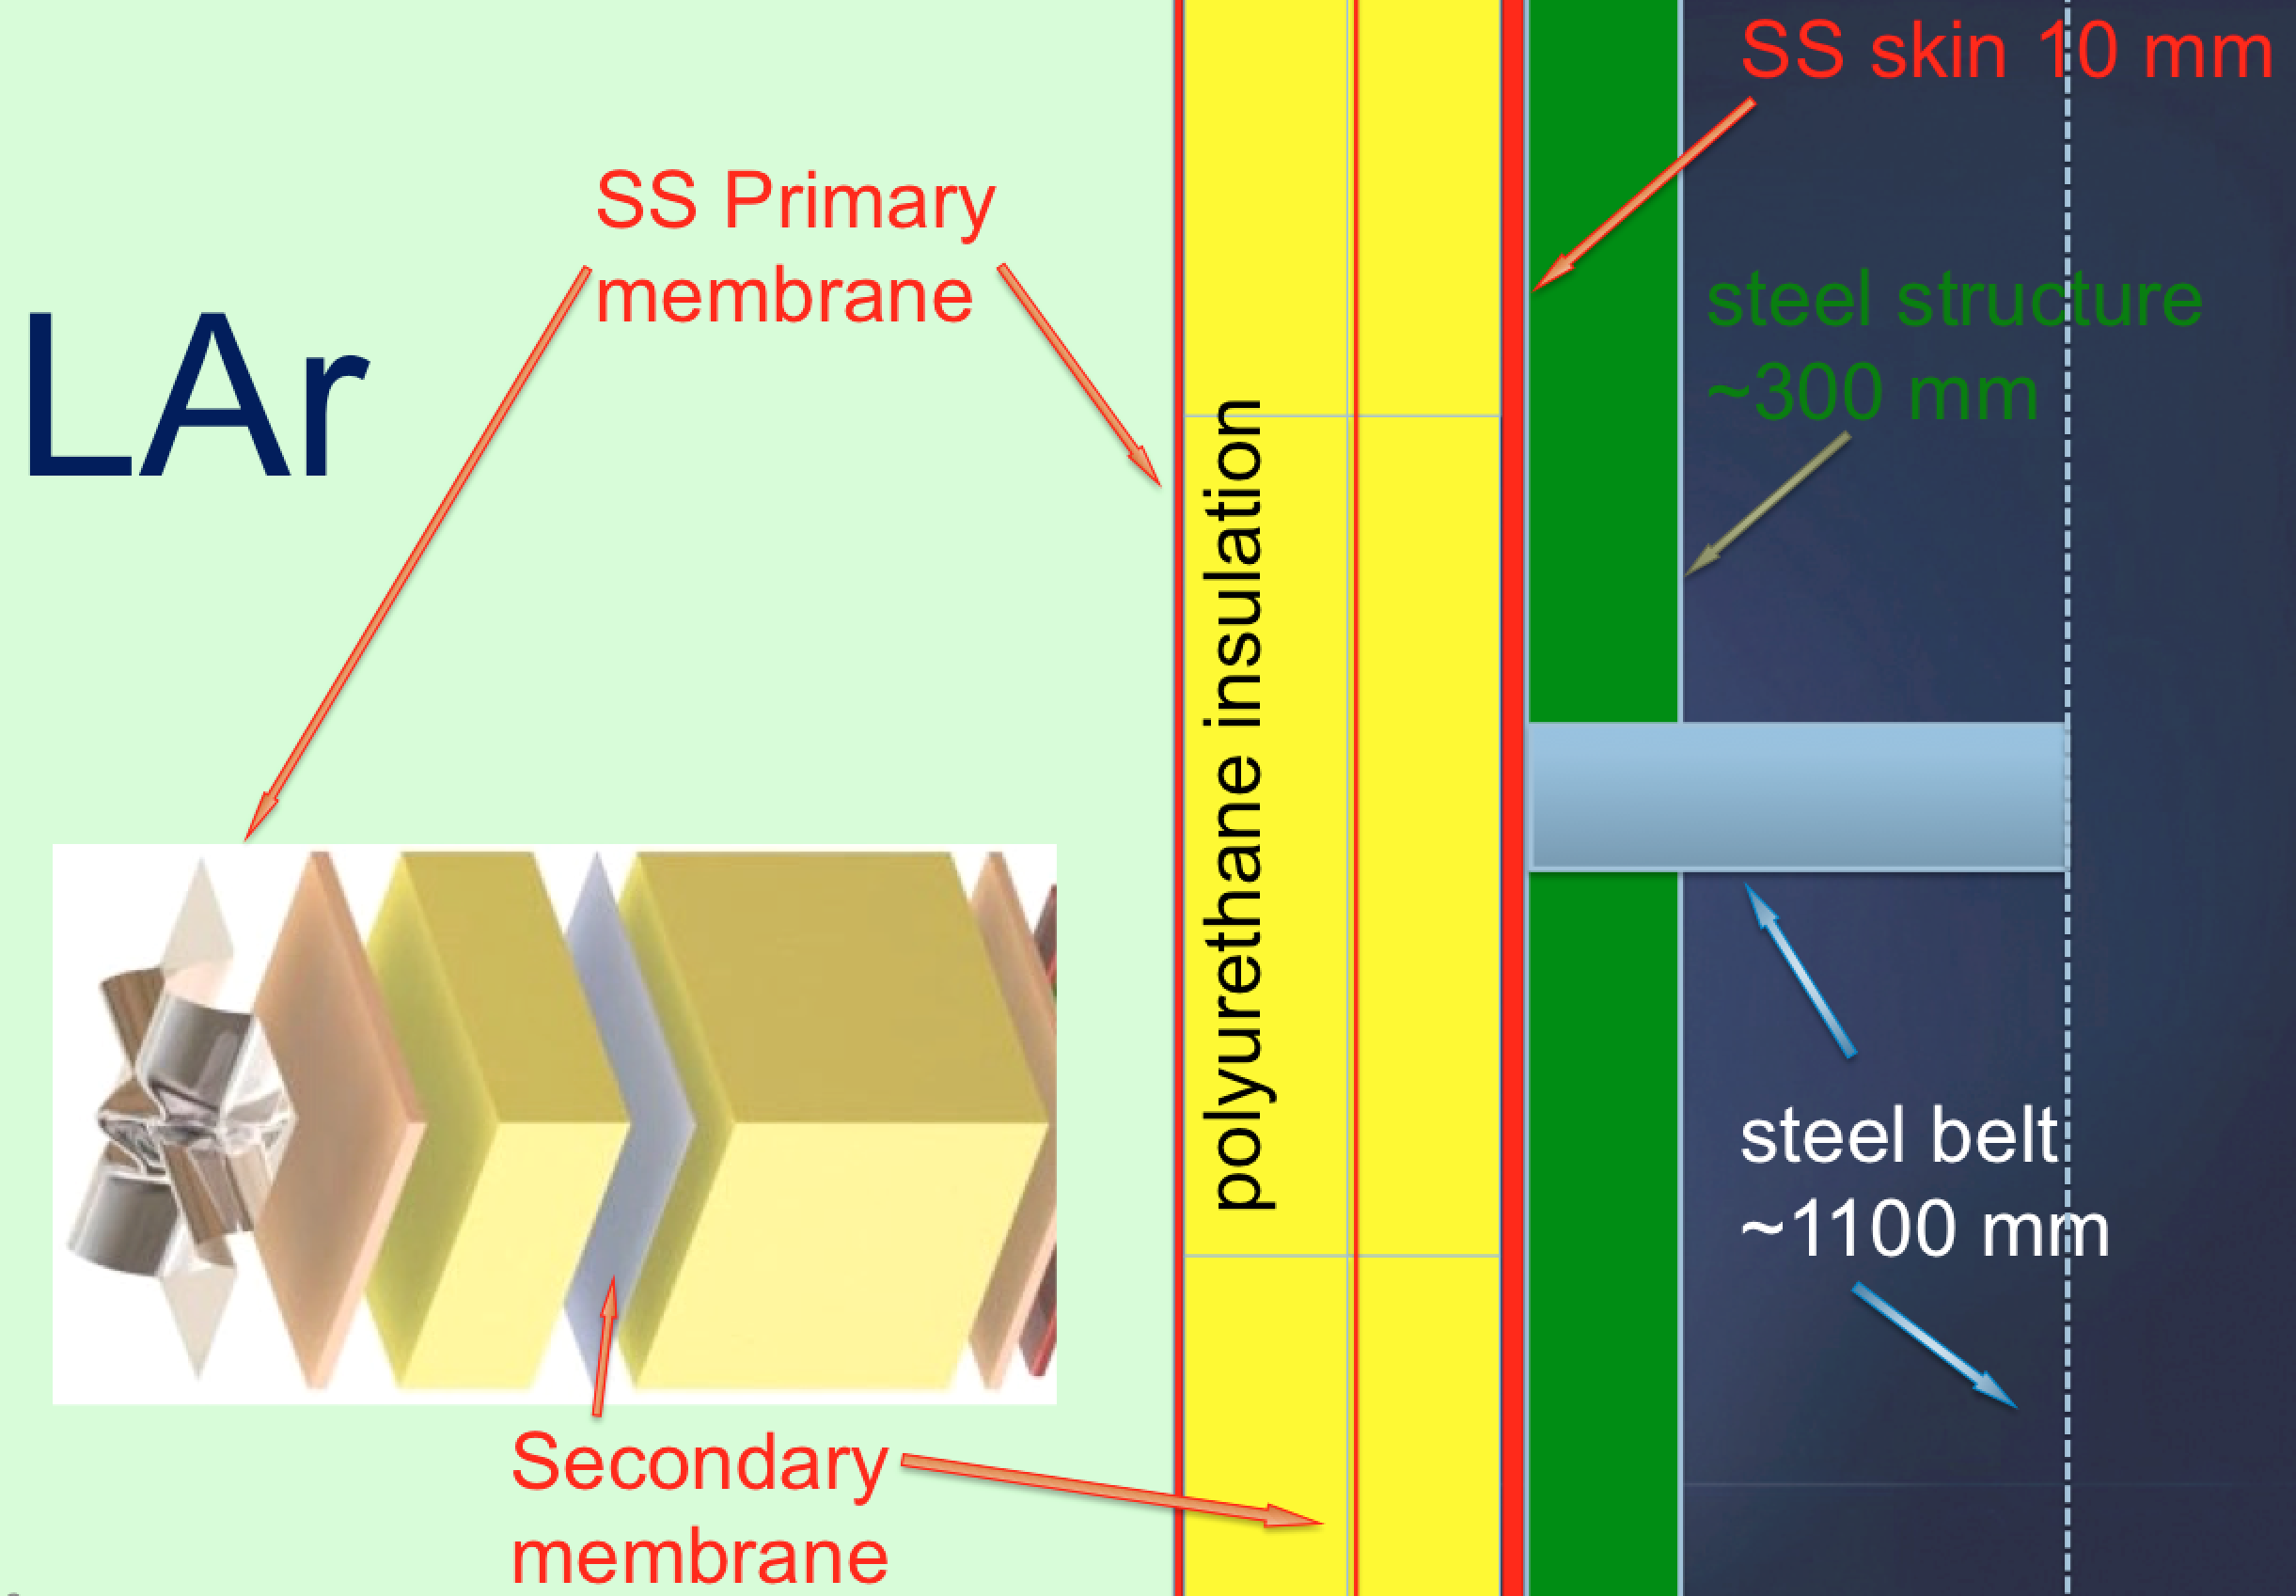 SS skin 10 mm
SS Primary
membrane
steel structure
~300 mm
LAr
polyurethane insulation
steel belt
~1100 mm
Secondary
membrane